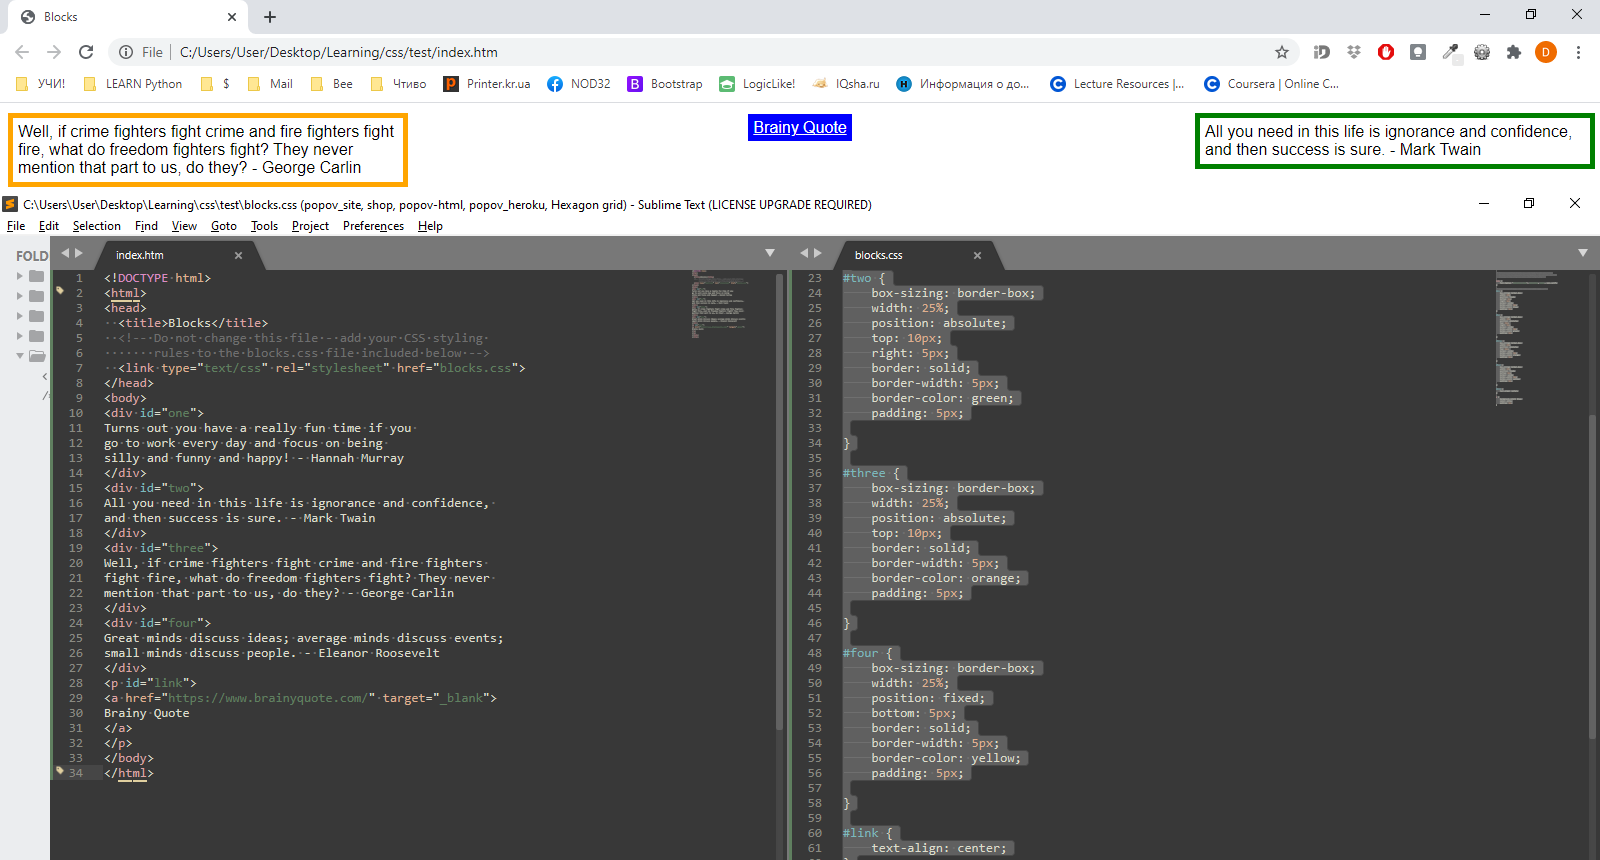 Blocks
File
C:/Users/User/Desktop/Learning/css/test/index.htm
D
УЧИ!
LEARN Python
$
Mail
Bee
Чтиво
Printer.kr.ua
NOD32
Bootstrap
LogicLike!
IQsha.ru
Информация о до...
Lecture Resources |...
Coursera | Online C...
Well, if crime fighters fight crime and fire fighters fight
fire, what do freedom fighters fight? They never
mention that part to us, do they? - George Carlin
Brainy Quote
All you need in this life is ignorance and confidence,
and then success is sure. - Mark Twain
C:\Users\User\Desktop\Learning\css\test\blocks.css (popov_site, shop, popov-html, popov_heroku, Hexagon grid) - Sublime Text (LICENSE UPGRADE REQUIRED)
File Edit Selection Find View Goto Tools Project Preferences Help
FOLD
index.htm
1 <!DOCTYPE html>
2 <html>
3 <head>
4 <title>Blocks</title>
5 <!-- Do not change this file - add your CSS styling
6 rules to the blocks.css file included below -->
7 <link type="text/css" rel="stylesheet" href="blocks.css">
8 </head>
9 <body>
10 <div id="one">
11 Turns out you have a really fun time if you
12 go to work every day and focus on being
13 silly and funny and happy! - Hannah Murray
14 </div>
15 <div id="two">
16 All you need in this life is ignorance and confidence,
17 and then success is sure. - Mark Twain
18 </div>
19 <div id="three">
20 Well, if crime fighters fight crime and fire fighters
21 fight fire, what do freedom fighters fight? They never
22 mention that part to us, do they? - George Carlin
23 </div>
24 <div id="four">
25 Great minds discuss ideas; average minds discuss events;
26 small minds discuss people. - Eleanor Roosevelt
27 </div>
28 <p id="link">
29 <a href="https://www.brainyquote.com/" target="_blank">
30 Brainy Quote
31 </a>
32 </p>
33 </body>
34 </html>
blocks.css
23 #two {
24 box-sizing: border-box;
25 width: 25%;
26 position: absolute;
27 top: 10px;
28 right: 5px;
29 border: solid;
30 border-width: 5px;
31 border-color: green;
32 padding: 5px;
33
34 }
35
36 #three {
37 box-sizing: border-box;
38 width: 25%;
39 position: absolute;
40 top: 10px;
41 border: solid;
42 border-width: 5px;
43 border-color: orange;
44 padding: 5px;
45
46 }
47
48 #four {
49 box-sizing: border-box;
50 width: 25%;
51 position: fixed;
52 bottom: 5px;
53 border: solid;
54 border-width: 5px;
55 border-color: yellow;
56 padding: 5px;
57
58 }
59
60 #link {
61 text-align: center;